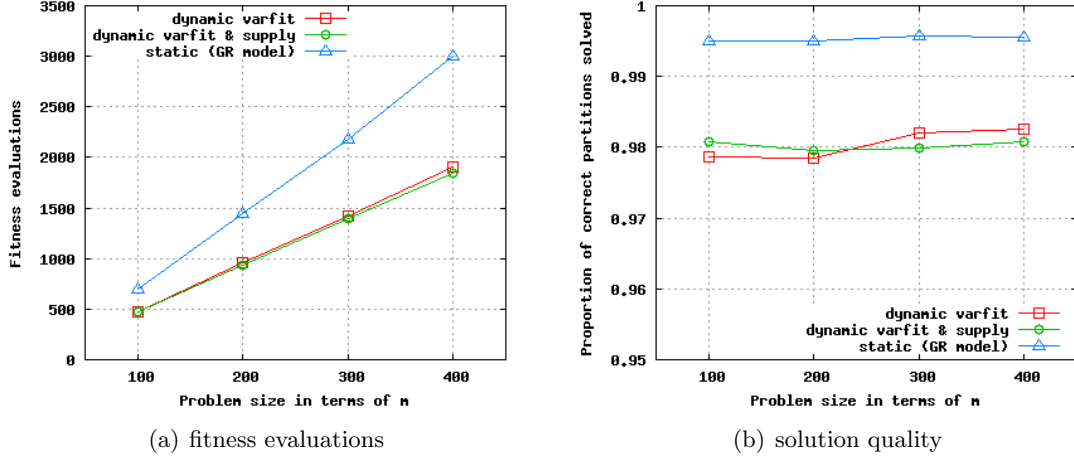 dynamic varfit
dynamic varfit & supply
static (GR model)
3500
3000
2500
2000
1500
1000
500
0
Fitness evaluations
100 200 300 400
Problem size in terms of m
(a) fitness evaluations
1
0.99
0.98
0.97
0.96
0.95
Proportion of correct partitions solved
dynamic varfit
dynamic varfit & supply
static (GR model)
100 200 300 400
Problem size in terms of m
(b) solution quality